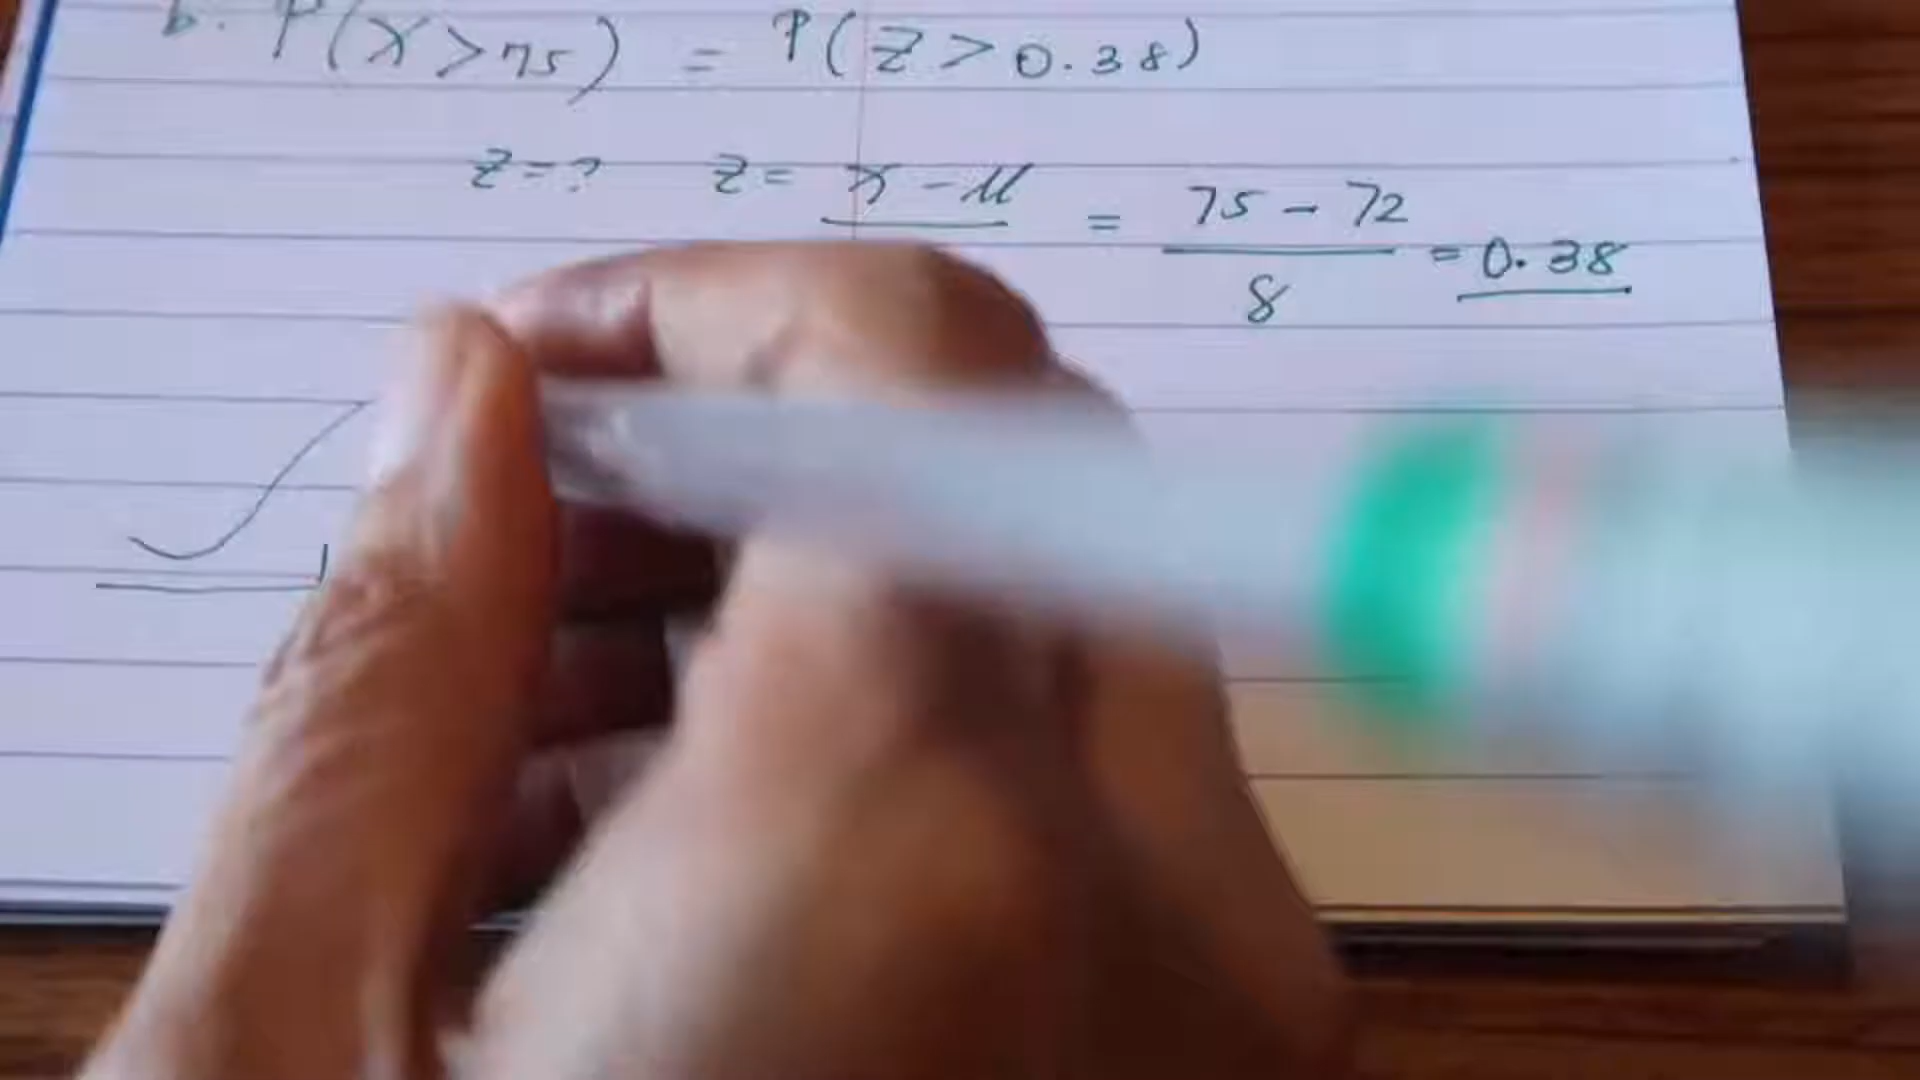 b. P(X>75) = P(Z>0.38)
z=? z= x-μ = 75-72 = 0.38
8